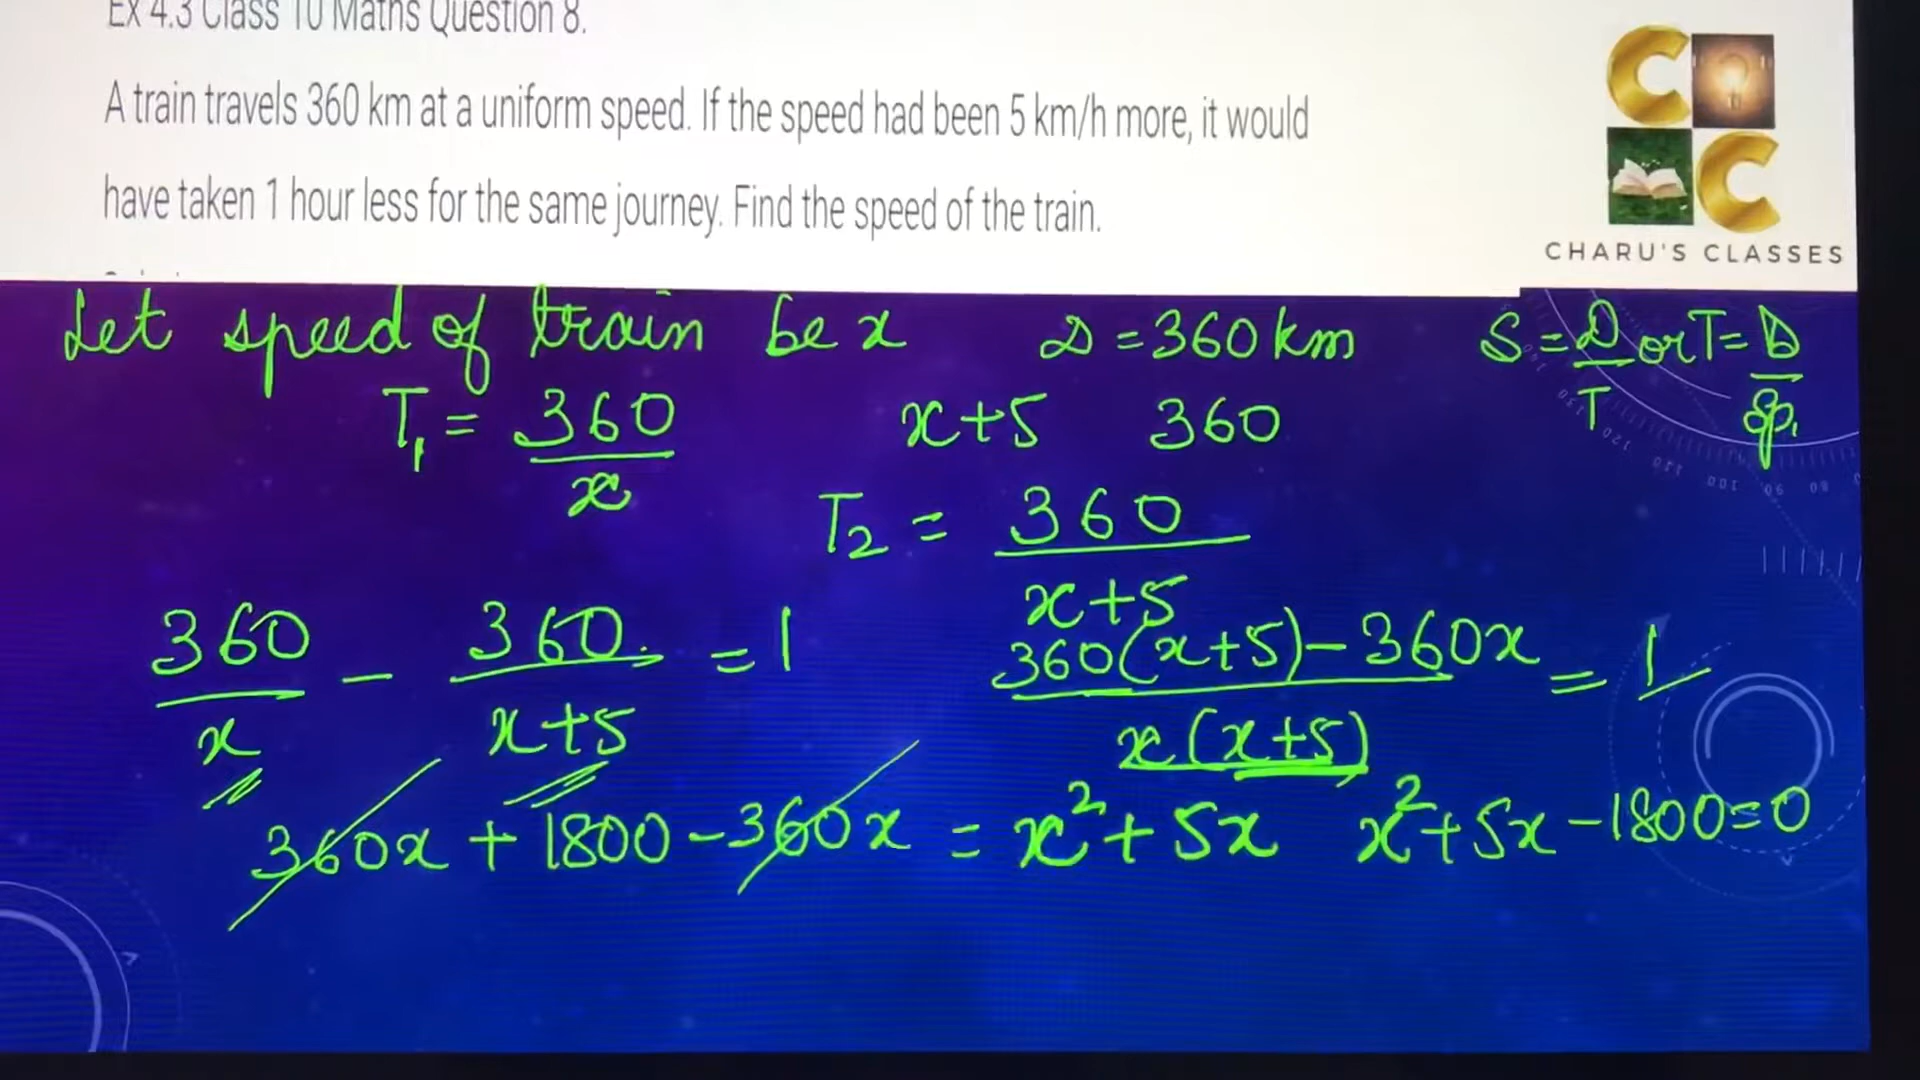 Ex 4.3 Class 10 Maths Question 8.
A train travels 360 km at a uniform speed. If the speed had been 5 km/h more, it would
have taken 1 hour less for the same journey. Find the speed of the train.
CHARU'S CLASSES
Let speed of train be x D = 360 km S = D/T or T = D/Sp.
T₁ = 360/x x+5 360
T₂ = 360/x+5
360/x - 360/x+5 = 1 360(x+5) - 360x/x(x+5) = 1
360x + 1800 - 360x = x² + 5x x² + 5x - 1800 = 0